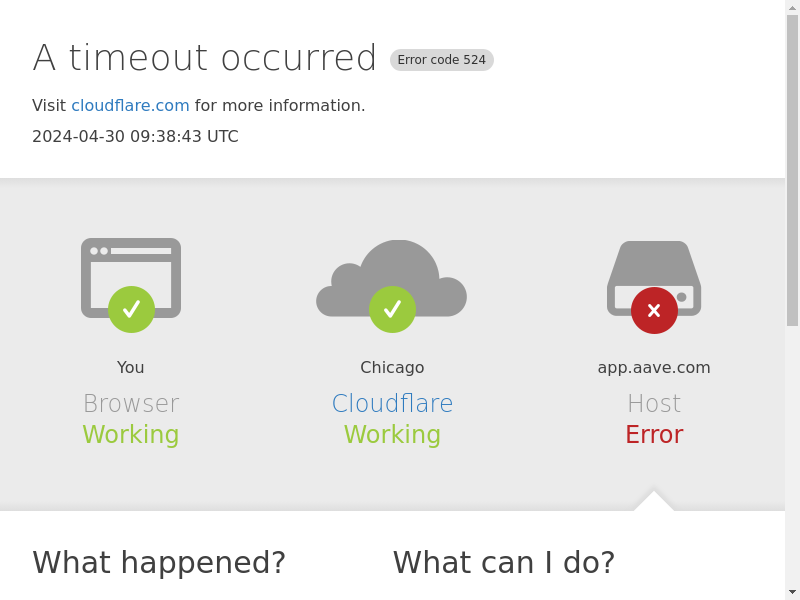 A timeout occurred Error code 524
Visit cloudflare.com for more information.
2024-04-30 09:38:43 UTC
You
Browser
Working
Chicago
Cloudflare
Working
app.aave.com
Host
Error
What happened?
What can I do?